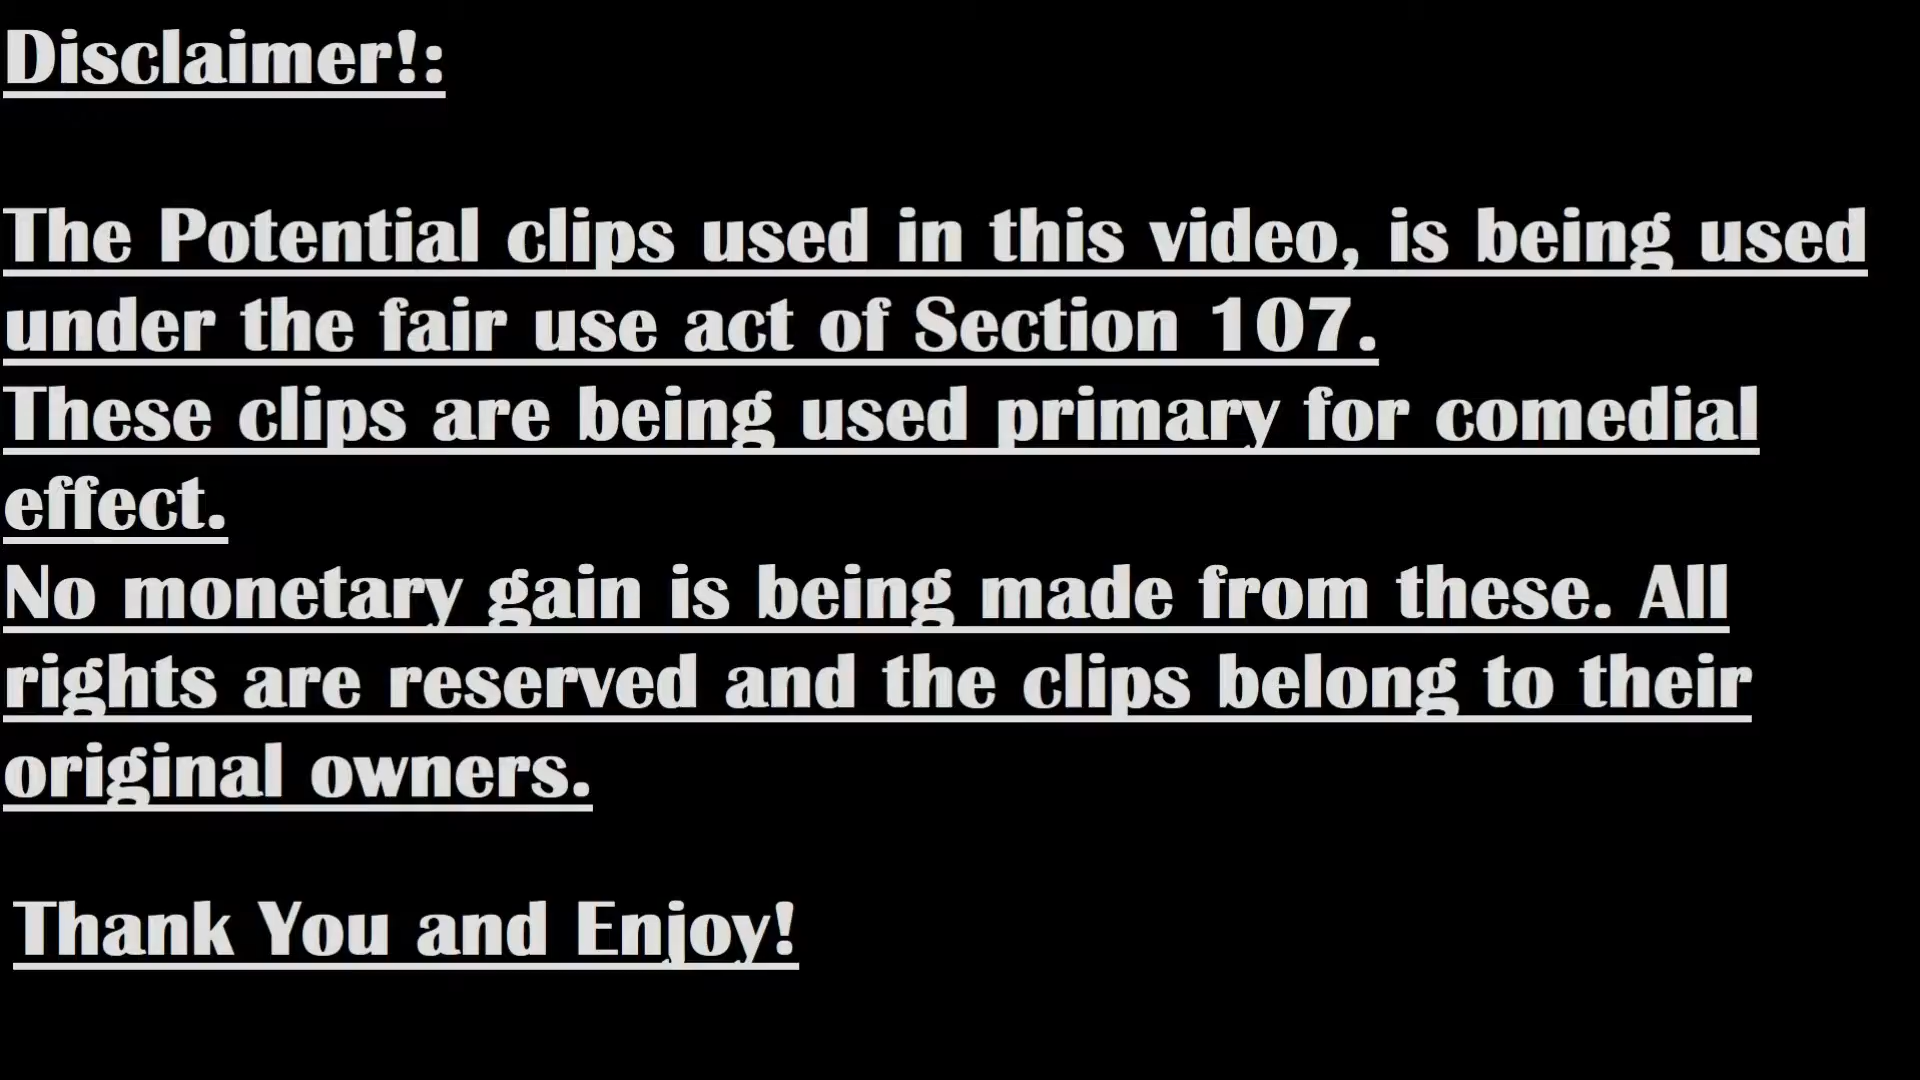 Disclaimer!:
The Potential clips used in this video, is being used
under the fair use act of Section 107.
These clips are being used primary for comedial
effect.
No monetary gain is being made from these. All
rights are reserved and the clips belong to their
original owners.
Thank You and Enjoy!